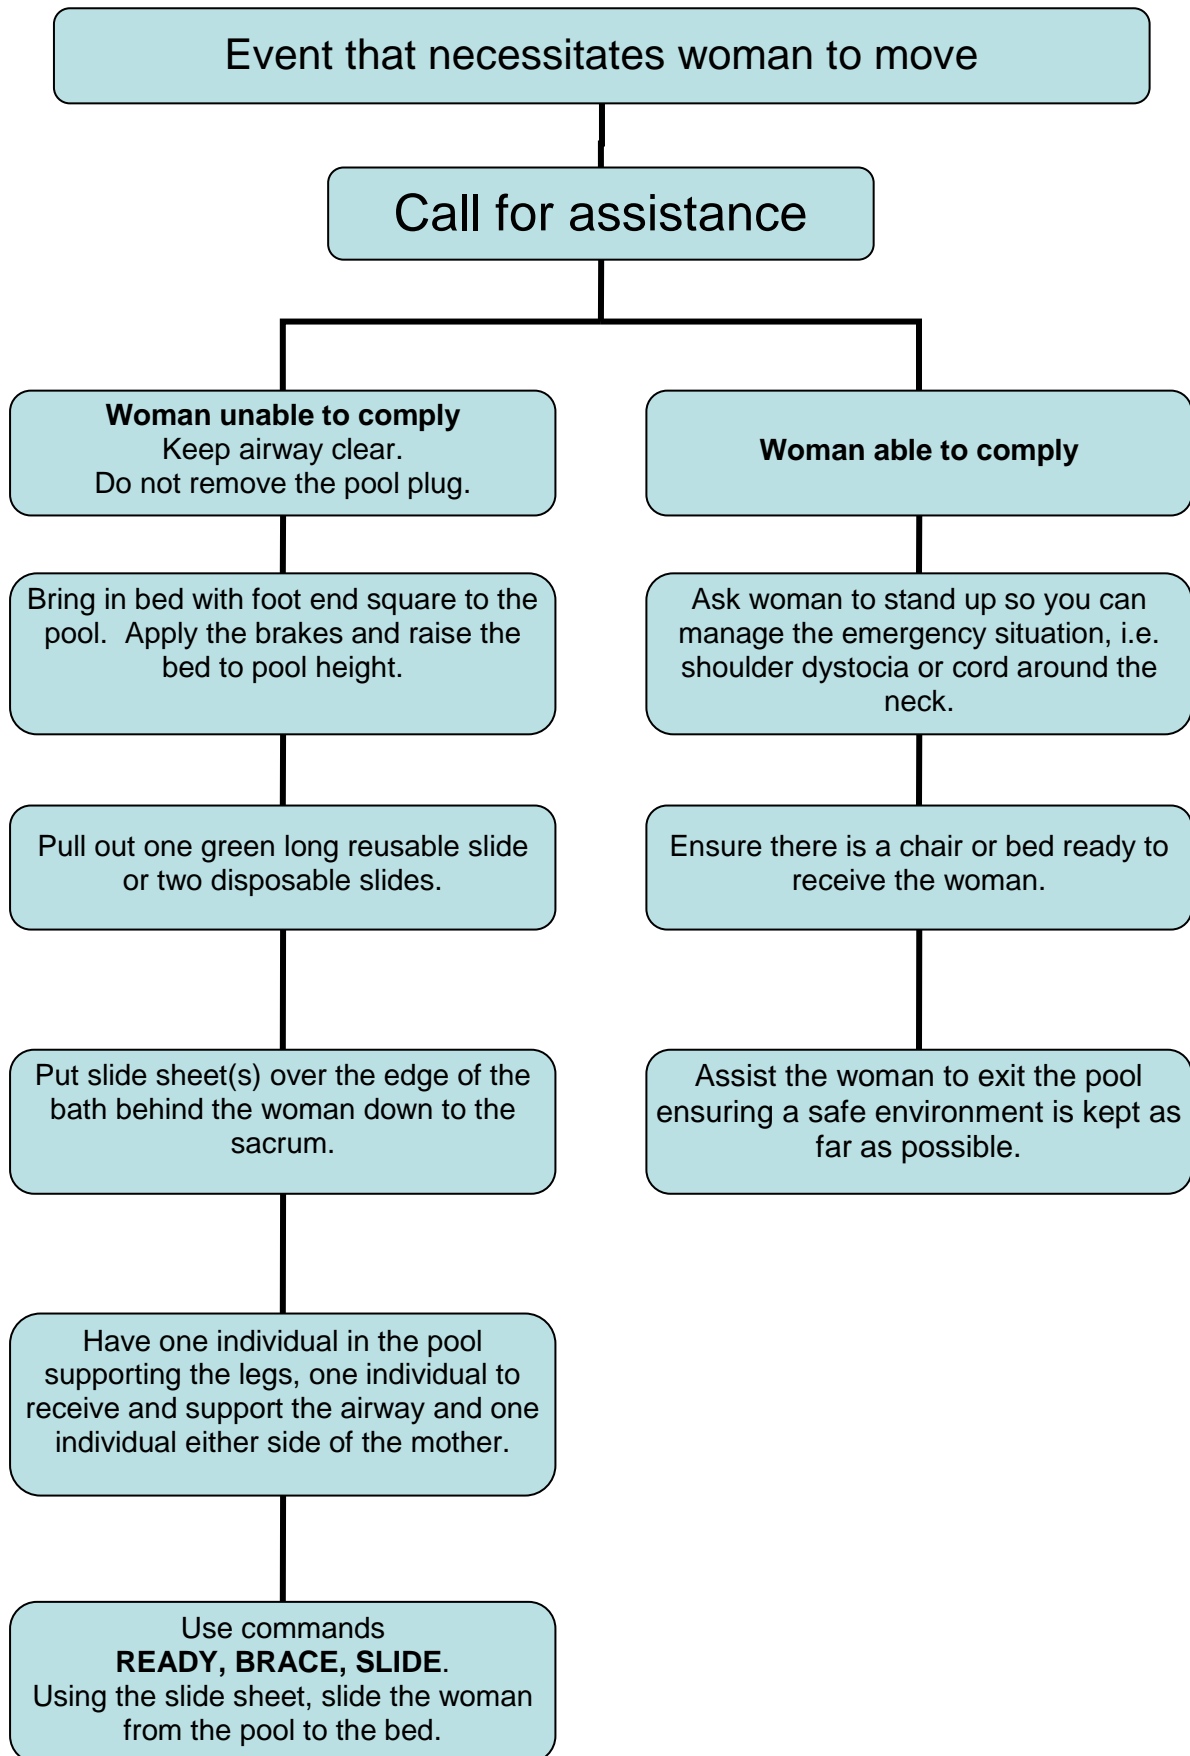 Event that necessitates woman to move
Call for assistance
Woman unable to comply
Keep airway clear.
Do not remove the pool plug.
Bring in bed with foot end square to the
pool.  Apply the brakes and raise the
bed to pool height.
Pull out one green long reusable slide
or two disposable slides.
Put slide sheet(s) over the edge of the
bath behind the woman down to the
sacrum.
Have one individual in the pool
supporting the legs, one individual to
receive and support the airway and one
individual either side of the mother.
Use commands
READY, BRACE, SLIDE.
Using the slide sheet, slide the woman
from the pool to the bed.
Woman able to comply
Ask woman to stand up so you can
manage the emergency situation, i.e.
shoulder dystocia or cord around the
neck.
Ensure there is a chair or bed ready to
receive the woman.
Assist the woman to exit the pool
ensuring a safe environment is kept as
far as possible.